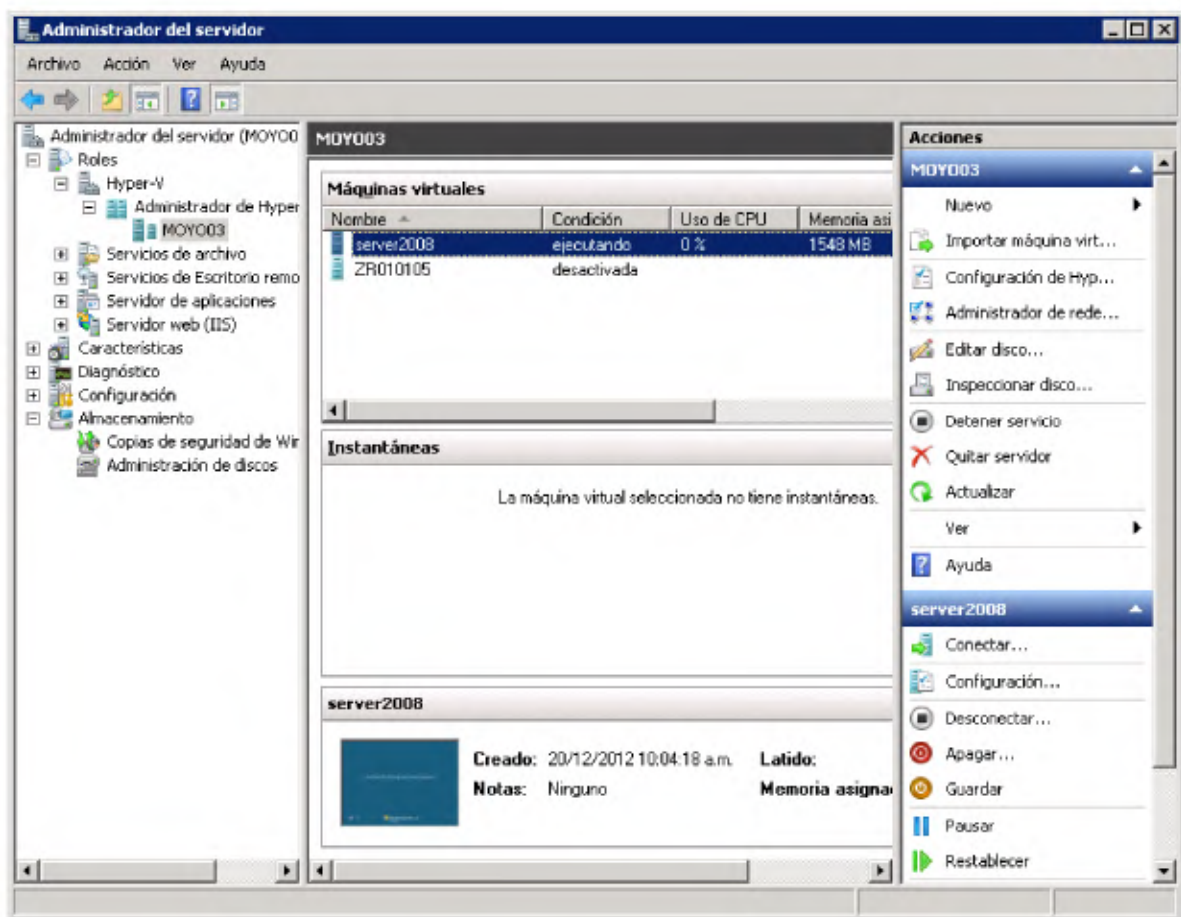 Administrador del servidor
Archivo Acción Ver Ayuda
Administrador del servidor (MOYO0
Roles
Hyper-V
Administrador de Hyper
MOYO03
Servicios de archivo
Servicios de Escritorio remo
Servidor de aplicaciones
Servidor web (IIS)
Características
Diagnóstico
Configuración
Almacenamiento
Copias de seguridad de Wir
Administración de discos
MOYO03
Máquinas virtuales
Nombre Condición Uso de CPU Memoria asi
server2008 ejecutando 0 % 1548 MB
ZR010105 desactivada
Instantáneas
La máquina virtual seleccionada no tiene instantáneas.
server2008
Creado: 20/12/2012 10:04:18 a.m. Latido:
Notas: Ninguno Memoria asigna
Acciones
MOYO03
Nuevo
Importar máquina virt...
Configuración de Hyp...
Administrador de rede...
Editar disco...
Inspeccionar disco...
Detener servicio
Quitar servidor
Actualizar
Ver
Ayuda
server2008
Conectar...
Configuración...
Desconectar...
Apagar...
Guardar
Pausar
Restablecer